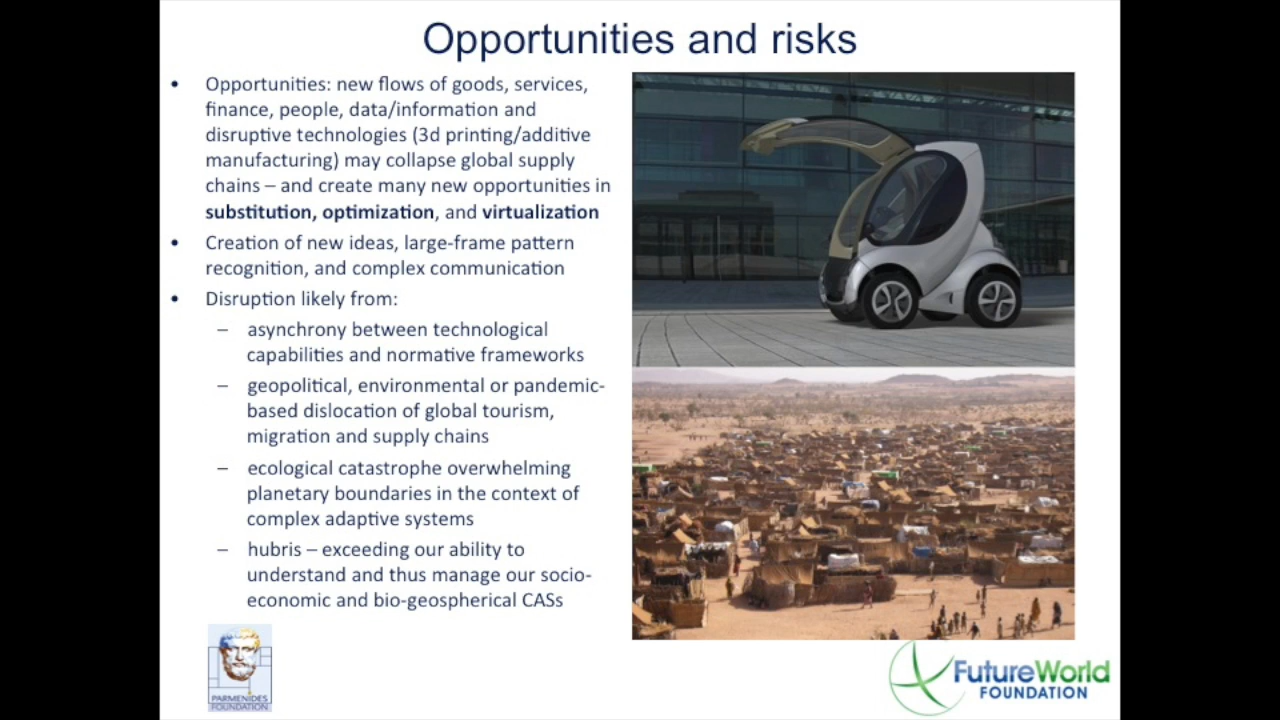 Opportunities and risks
• Opportunities: new flows of goods, services,
finance, people, data/information and
disruptive technologies (3d printing/additive
manufacturing) may collapse global supply
chains – and create many new opportunities in
substitution, optimization, and virtualization
• Creation of new ideas, large-frame pattern
recognition, and complex communication
• Disruption likely from:
– asynchrony between technological
capabilities and normative frameworks
– geopolitical, environmental or pandemic-
based dislocation of global tourism,
migration and supply chains
– ecological catastrophe overwhelming
planetary boundaries in the context of
complex adaptive systems
– hubris – exceeding our ability to
understand and thus manage our socio-
economic and bio-geospherical CASs
PARMENIDES
FOUNDATION
FutureWorld
FOUNDATION